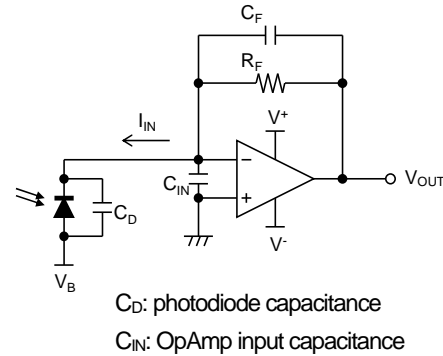 C_F
R_F
I_IN
V⁺
C_IN
−
+
V_OUT
C_D
V⁻
V_B
C_D: photodiode capacitance
C_IN: OpAmp input capacitance